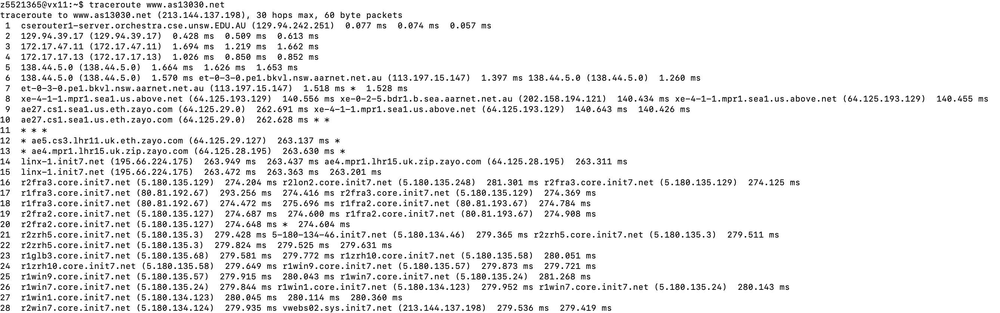 z5521365@vx11:~$ traceroute www.as13030.net
traceroute to www.as13030.net (213.144.137.198), 30 hops max, 60 byte packets
 1  cserouter1-server.orchestra.cse.unsw.EDU.AU (129.94.242.251)  0.077 ms  0.074 ms  0.057 ms
 2  129.94.39.17 (129.94.39.17)  0.428 ms  0.509 ms  0.613 ms
 3  172.17.47.11 (172.17.47.11)  1.694 ms  1.219 ms  1.662 ms
 4  172.17.17.13 (172.17.17.13)  1.026 ms  0.850 ms  0.852 ms
 5  138.44.5.0 (138.44.5.0)  1.664 ms  1.626 ms  1.653 ms
 6  138.44.5.0 (138.44.5.0)  1.570 ms et-0-3-0.pe1.bkvl.nsw.aarnet.net.au (113.197.15.147)  1.397 ms 138.44.5.0 (138.44.5.0)  1.260 ms
 7  et-0-3-0.pe1.bkvl.nsw.aarnet.net.au (113.197.15.147)  1.518 ms *  1.528 ms
 8  xe-4-1-1.mpr1.sea1.us.above.net (64.125.193.129)  140.556 ms xe-0-2-5.bdr1.b.sea.aarnet.net.au (202.158.194.121)  140.434 ms xe-4-1-1.mpr1.sea1.us.above.net (64.125.193.129)  140.455 ms
 9  ae27.cs1.sea1.us.eth.zayo.com (64.125.29.0)  262.691 ms xe-4-1-1.mpr1.sea1.us.above.net (64.125.193.129)  140.643 ms  140.426 ms
10  ae27.cs1.sea1.us.eth.zayo.com (64.125.29.0)  262.628 ms * *
11  * * *
12  * ae5.cs3.lhr11.uk.eth.zayo.com (64.125.29.127)  263.137 ms *
13  * ae4.mpr1.lhr15.uk.zip.zayo.com (64.125.28.195)  263.630 ms *
14  linx-1.init7.net (195.66.224.175)  263.949 ms  263.437 ms ae4.mpr1.lhr15.uk.zip.zayo.com (64.125.28.195)  263.311 ms
15  linx-1.init7.net (195.66.224.175)  263.472 ms  263.363 ms  263.201 ms
16  r2fra3.core.init7.net (5.180.135.129)  274.204 ms r2lon2.core.init7.net (5.180.135.248)  281.301 ms r2fra3.core.init7.net (5.180.135.129)  274.125 ms
17  r1fra3.core.init7.net (80.81.192.67)  293.256 ms  274.416 ms r2fra3.core.init7.net (5.180.135.129)  274.369 ms
18  r1fra3.core.init7.net (80.81.192.67)  274.472 ms  275.696 ms r1fra2.core.init7.net (80.81.193.67)  274.784 ms
19  r2fra2.core.init7.net (5.180.135.127)  274.687 ms  274.600 ms r1fra2.core.init7.net (80.81.193.67)  274.908 ms
20  r2fra2.core.init7.net (5.180.135.127)  274.648 ms *  274.604 ms
21  r2zrh5.core.init7.net (5.180.135.3)  279.428 ms 5-180-134-46.init7.net (5.180.134.46)  279.365 ms r2zrh5.core.init7.net (5.180.135.3)  279.511 ms
22  r2zrh5.core.init7.net (5.180.135.3)  279.824 ms  279.525 ms  279.631 ms
23  r1glb3.core.init7.net (5.180.135.68)  279.581 ms  279.772 ms r1zrh10.core.init7.net (5.180.135.58)  280.051 ms
24  r1zrh10.core.init7.net (5.180.135.58)  279.649 ms r1win9.core.init7.net (5.180.135.57)  279.873 ms  279.721 ms
25  r1win9.core.init7.net (5.180.135.57)  279.915 ms  280.043 ms r1win7.core.init7.net (5.180.135.24)  281.268 ms
26  r1win7.core.init7.net (5.180.135.24)  279.844 ms r1win1.core.init7.net (5.180.134.123)  279.952 ms r1win7.core.init7.net (5.180.135.24)  280.143 ms
27  r1win1.core.init7.net (5.180.134.123)  280.045 ms  280.114 ms  280.360 ms
28  r2win7.core.init7.net (5.180.134.124)  279.935 ms vwebs02.sys.init7.net (213.144.137.198)  279.536 ms  279.419 ms